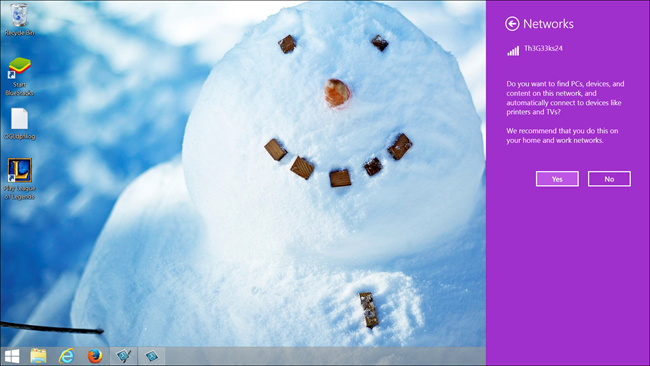 Recycle Bin
Start
BlueStacks
Play League
of Legends
Networks
Th3G33ks24
Do you want to find PCs, devices, and
content on this network, and
automatically connect to devices like
printers and TVs?
We recommend that you do this on
your home and work networks.
Yes
No